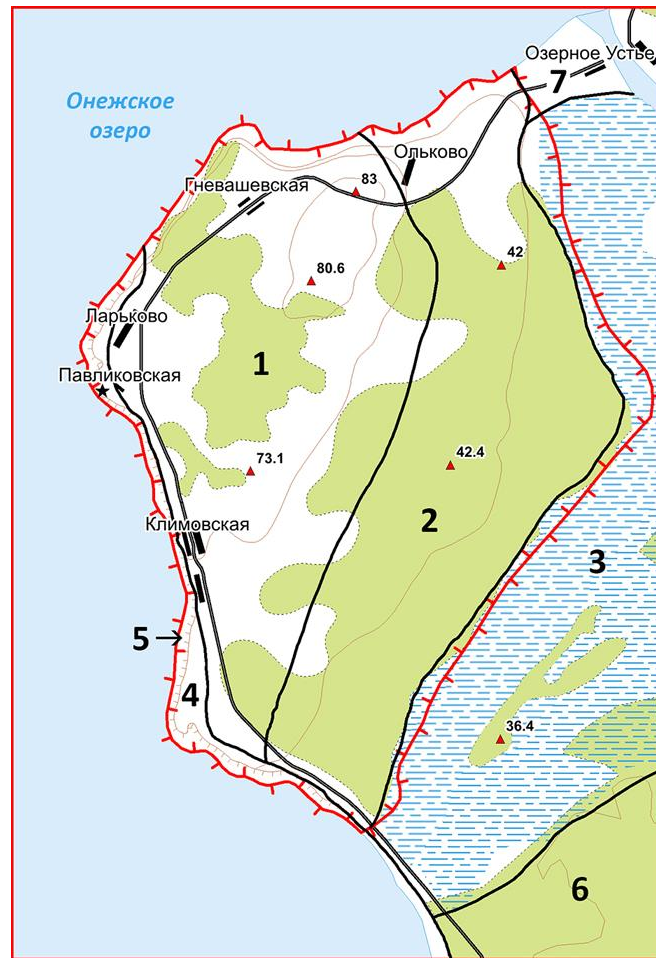 Озерное Устье
7
Онежское
озеро
Ольково
83
Гневашевская
42
80.6
Ларьково
1
Павликовская
73.1
42.4
Климовская
2
3
5
4
36.4
6